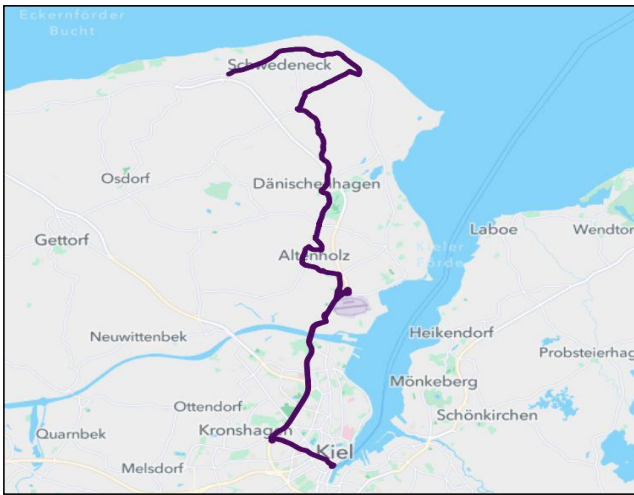 Eckernförder
Bucht
Schwedeneck
Osdorf
Dänischenhagen
Gettorf
Laboe
Wendtor
Altenholz
Kieler
Förde
Neuwittenbek
Heikendorf
Probsteierhag
Mönkeberg
Ottendorf
Schönkirchen
Kronshagen
Quarnbek
Kiel
Melsdorf